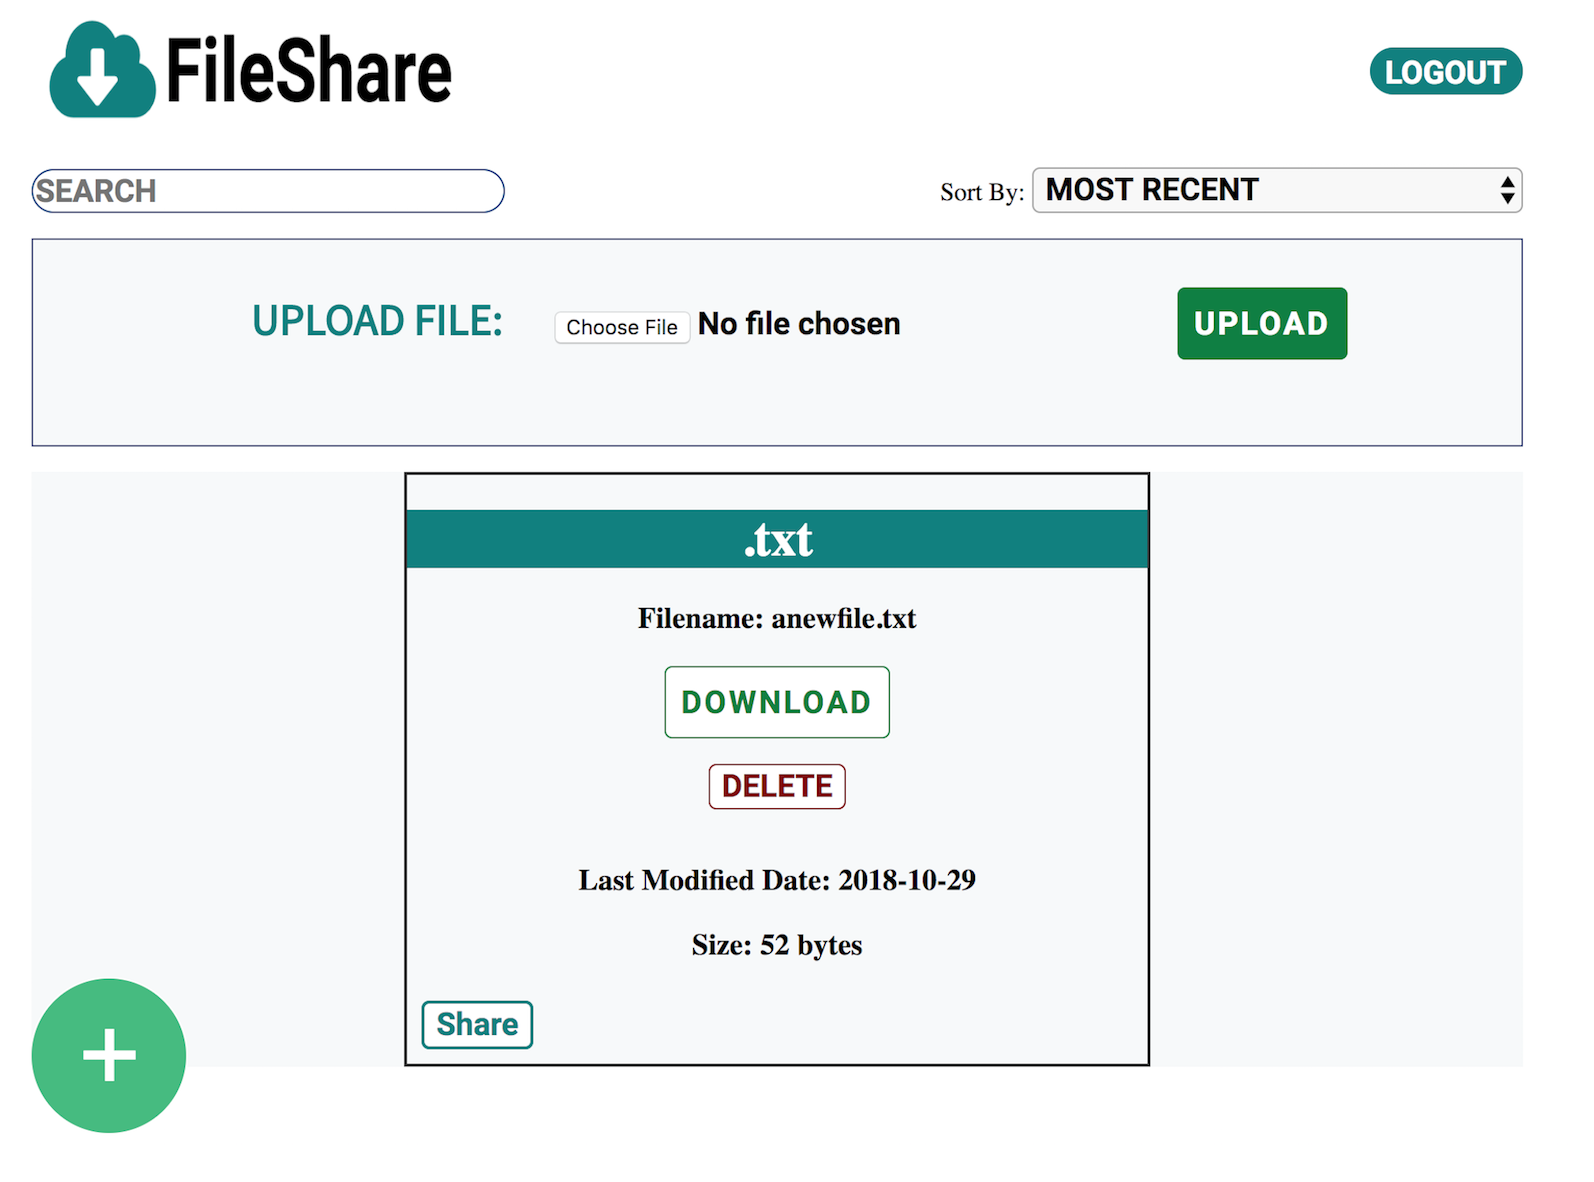 FileShare
LOGOUT
SEARCH
Sort By: MOST RECENT
UPLOAD FILE: Choose File No file chosen UPLOAD
.txt
Filename: anewfile.txt
DOWNLOAD
DELETE
Last Modified Date: 2018-10-29
Size: 52 bytes
Share
+